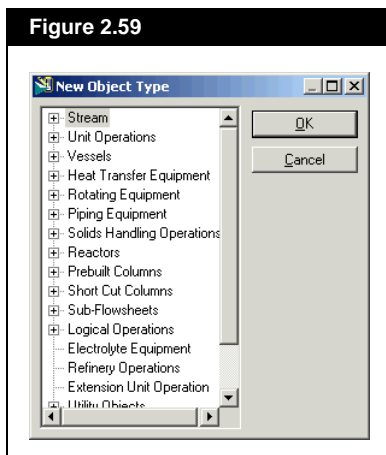 Figure 2.59
New Object Type
Stream
Unit Operations
Vessels
Heat Transfer Equipment
Rotating Equipment
Piping Equipment
Solids Handling Operations
Reactors
Prebuilt Columns
Short Cut Columns
Sub-Flowsheets
Logical Operations
Electrolyte Equipment
Refinery Operations
Extension Unit Operation
Utility Objects
OK
Cancel